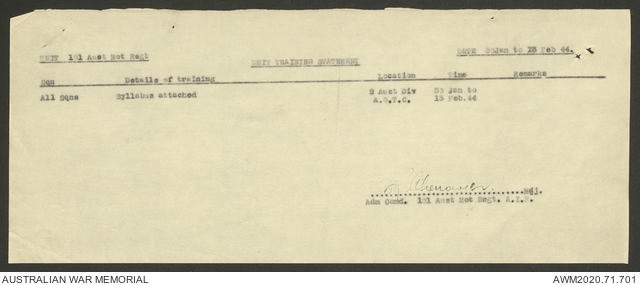 UNIT 101 Aust Mot Regt
UNIT TRAINING STATEMENT
DATE 30 Jan to 13 Feb 44.
Sqn Details of training Location Time Remarks
All Sqns Syllabus attached 2 Aust Div 30 Jan to
A.G.T.C. 13 Feb.44
Maj.
Adm Comd. 101 Aust Mot Regt. A.I.F.
AUSTRALIAN WAR MEMORIAL
AWM2020.71.701